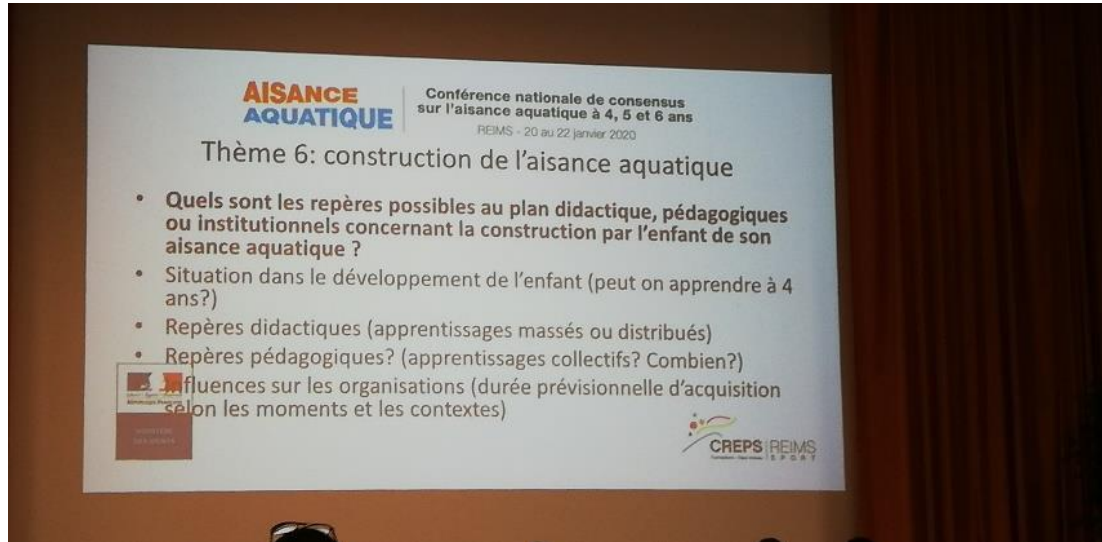 AISANCE
AQUATIQUE
Conférence nationale de consensus
sur l'aisance aquatique à 4, 5 et 6 ans
REIMS - 20 au 22 janvier 2020
Thème 6: construction de l'aisance aquatique
• Quels sont les repères possibles au plan didactique, pédagogiques
ou institutionnels concernant la construction par l'enfant de son
aisance aquatique ?
• Situation dans le développement de l'enfant (peut on apprendre à 4
ans?)
• Repères didactiques (apprentissages massés ou distribués)
• Repères pédagogiques? (apprentissages collectifs? Combien?)
Influences sur les organisations (durée prévisionnelle d'acquisition
selon les moments et les contextes)
CREPS REIMS
SPORT